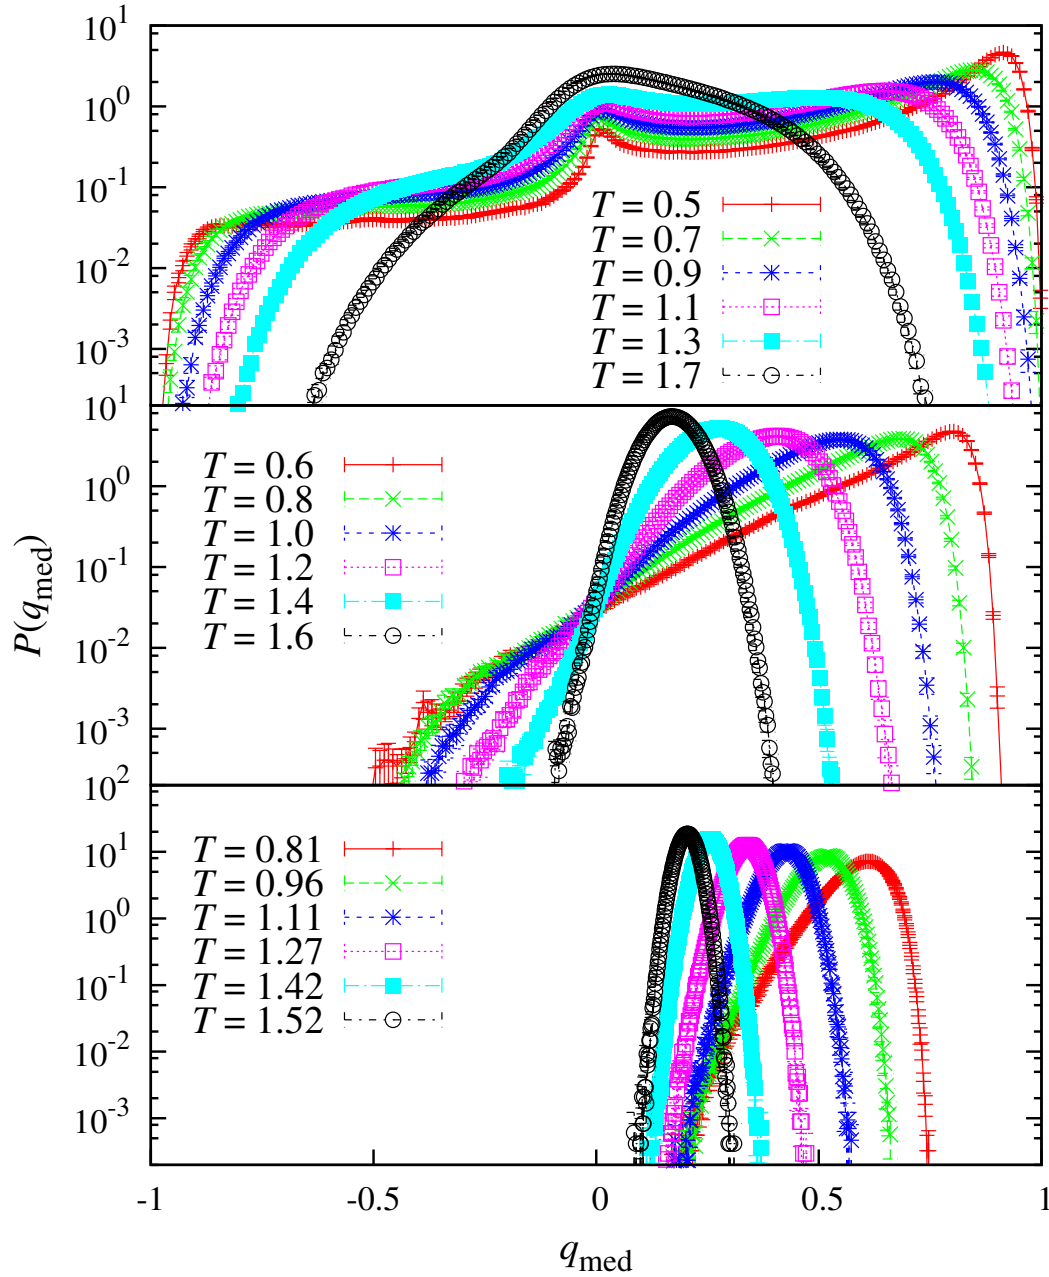 10^1
10^0
10^-1
10^-2
10^-3
T = 0.5
T = 0.7
T = 0.9
T = 1.1
T = 1.3
T = 1.7
10^1
10^0
10^-1
10^-2
10^-3
T = 0.6
T = 0.8
T = 1.0
T = 1.2
T = 1.4
T = 1.6
P(q_med)
10^2
10^1
10^0
10^-1
10^-2
10^-3
T = 0.81
T = 0.96
T = 1.11
T = 1.27
T = 1.42
T = 1.52
-1 -0.5 0 0.5 1
q_med